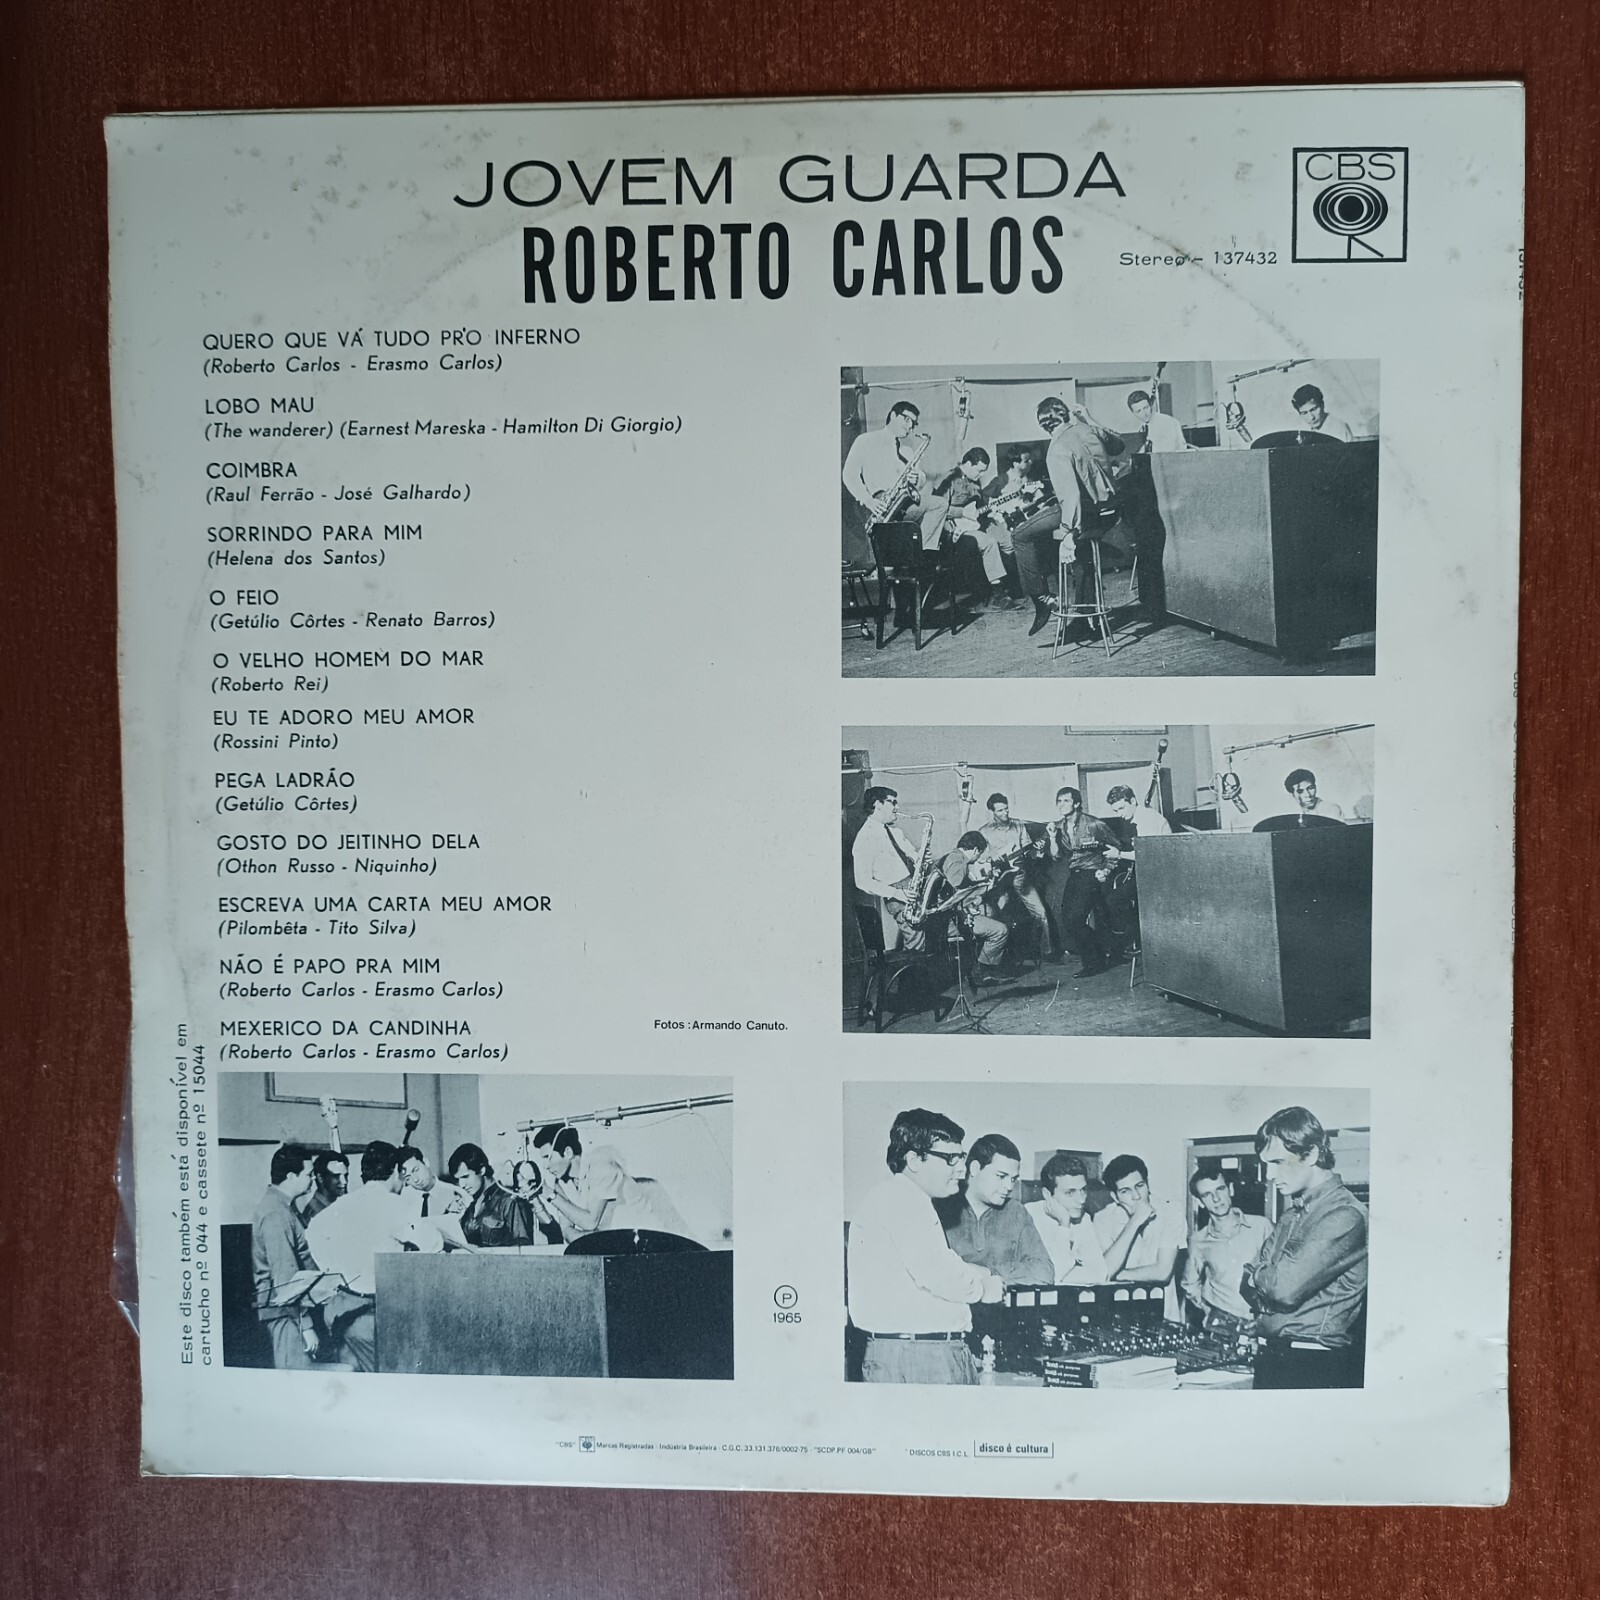 JOVEM GUARDA
ROBERTO CARLOS
Stereo - 137432
CBS
QUERO QUE VÁ TUDO PR'O INFERNO
(Roberto Carlos - Erasmo Carlos)
LOBO MAU
(The wanderer) (Earnest Mareska - Hamilton Di Giorgio)
COIMBRA
(Raul Ferrão - José Galhardo)
SORRINDO PARA MIM
(Helena dos Santos)
O FEIO
(Getúlio Côrtes - Renato Barros)
O VELHO HOMEM DO MAR
(Roberto Rei)
EU TE ADORO MEU AMOR
(Rossini Pinto)
PEGA LADRÃO
(Getúlio Côrtes)
GOSTO DO JEITINHO DELA
(Othon Russo - Niquinho)
ESCREVA UMA CARTA MEU AMOR
(Pilombêta - Tito Silva)
NÃO É PAPO PRA MIM
(Roberto Carlos - Erasmo Carlos)
MEXERICO DA CANDINHA
(Roberto Carlos - Erasmo Carlos)
Fotos : Armando Canuto.
Este disco também está disponível em
cartucho nº 044 e cassete nº 15044
Ⓟ
1965
"CBS" Marcas Registradas - Indústria Brasileira - C.G.C. 33.131.376/0002-75 - "SCDP.PF 004/GB"
DISCOS CBS I.C.L.
disco é cultura